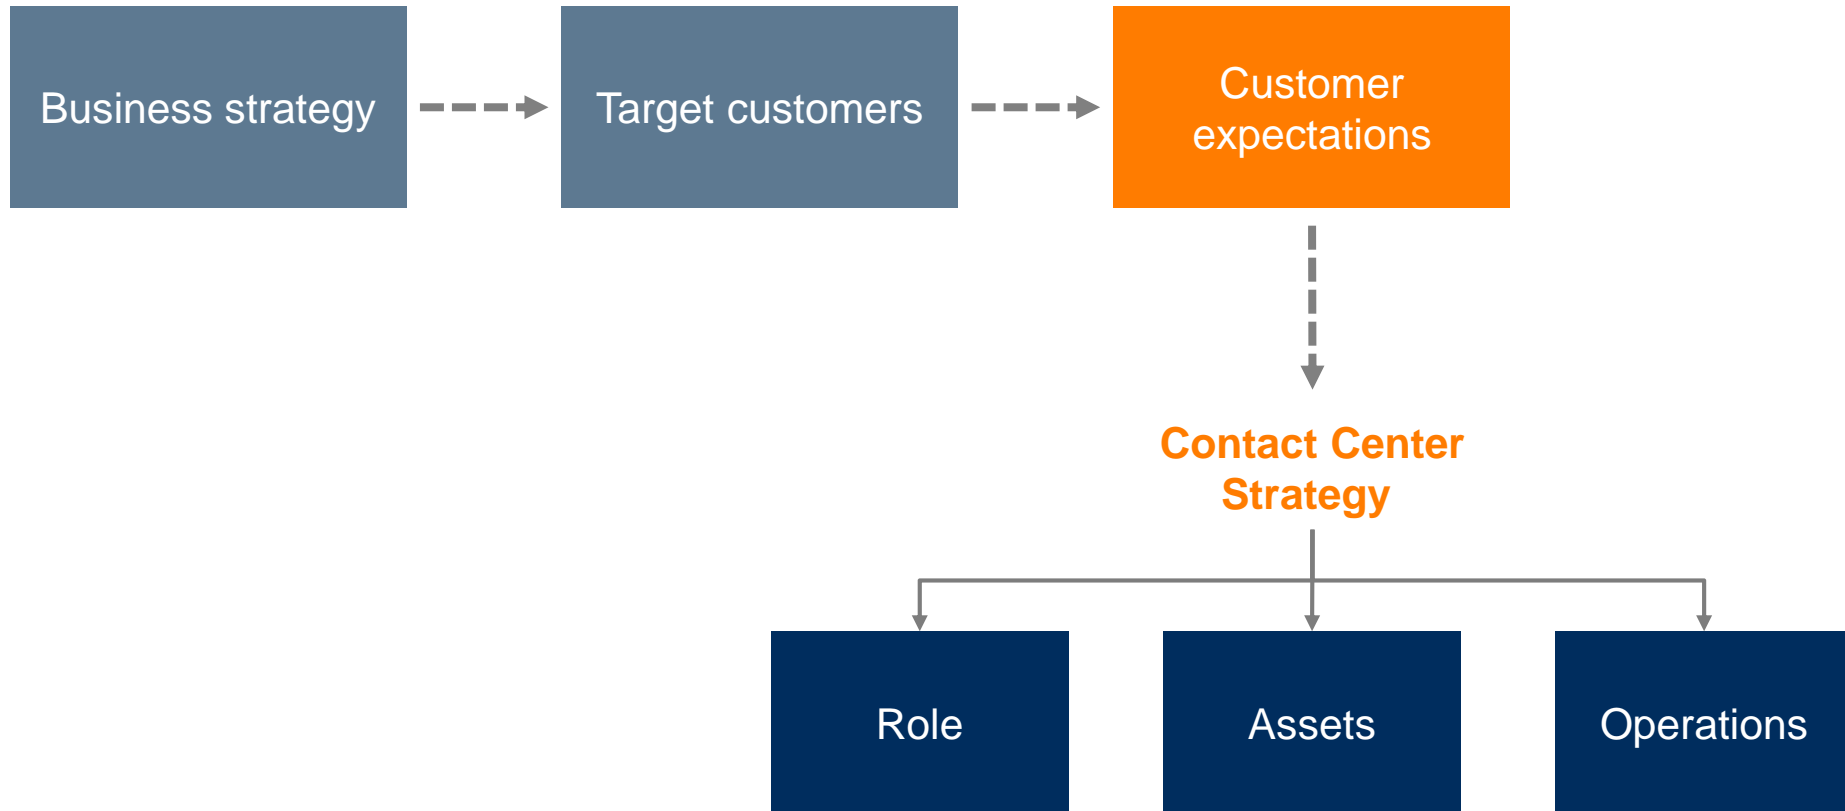 Business strategy
Target customers
Customer
expectations
Contact Center
Strategy
Role
Assets
Operations